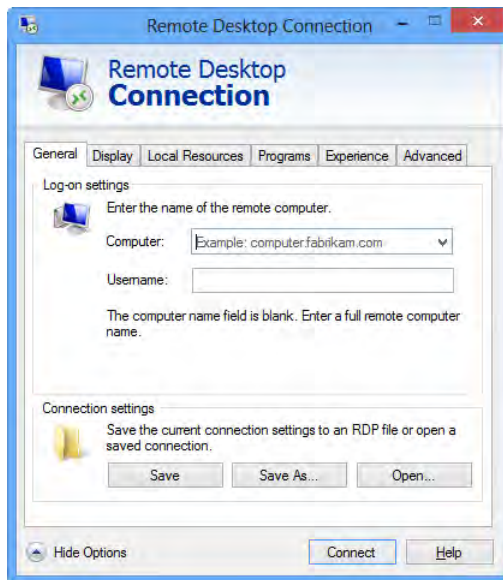 Remote Desktop Connection
Remote Desktop
Connection
General Display Local Resources Programs Experience Advanced
Log-on settings
Enter the name of the remote computer.
Computer: Example: computer.fabrikam.com
Username:
The computer name field is blank. Enter a full remote computer
name.
Connection settings
Save the current connection settings to an RDP file or open a
saved connection.
Save Save As... Open...
Hide Options Connect Help